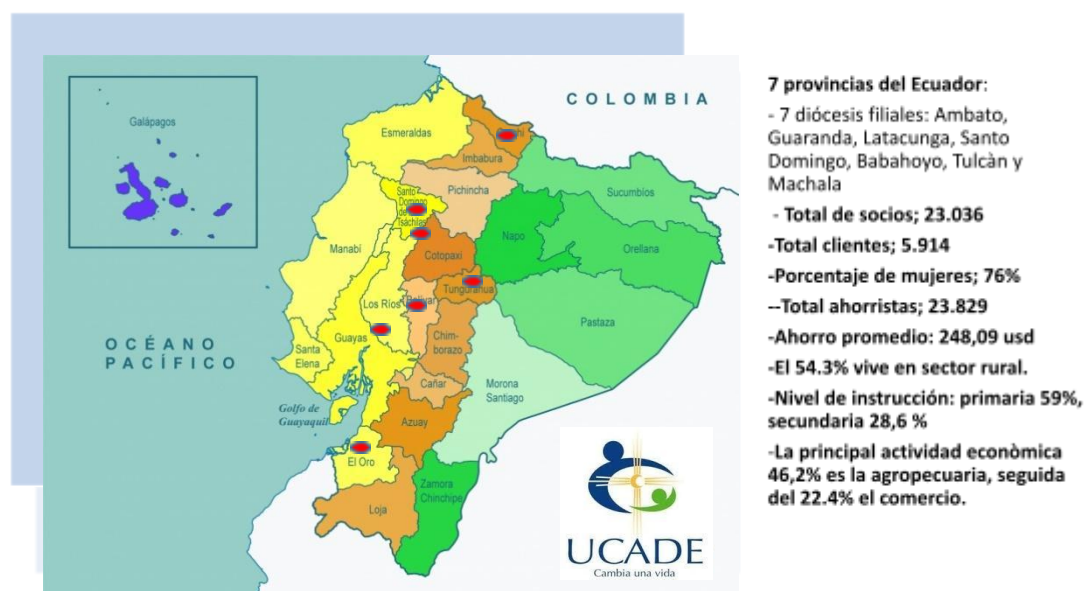 Galápagos
COLOMBIA
Esmeraldas
Imbabura
Pichincha
Sucumbíos
Santo
Domingo
de los
Tsáchilas
Napo
Orellana
Manabí
Cotopaxi
Tungurahua
Los Ríos
Bolívar
Pastaza
Guayas
Chim-
borazo
Santa
Elena
OCÉANO
PACÍFICO
Cañar
Morona
Santiago
Golfo de
Guayaquil
Azuay
El Oro
Zamora
Chinchipe
Loja
UCADE
Cambia una vida
7 provincias del Ecuador:
- 7 diócesis filiales: Ambato,
Guaranda, Latacunga, Santo
Domingo, Babahoyo, Tulcàn y
Machala
- Total de socios; 23.036
-Total clientes; 5.914
-Porcentaje de mujeres; 76%
--Total ahorristas; 23.829
-Ahorro promedio: 248,09 usd
-El 54.3% vive en sector rural.
-Nivel de instrucción: primaria 59%,
secundaria 28,6 %
-La principal actividad econòmica
46,2% es la agropecuaria, seguida
del 22.4% el comercio.